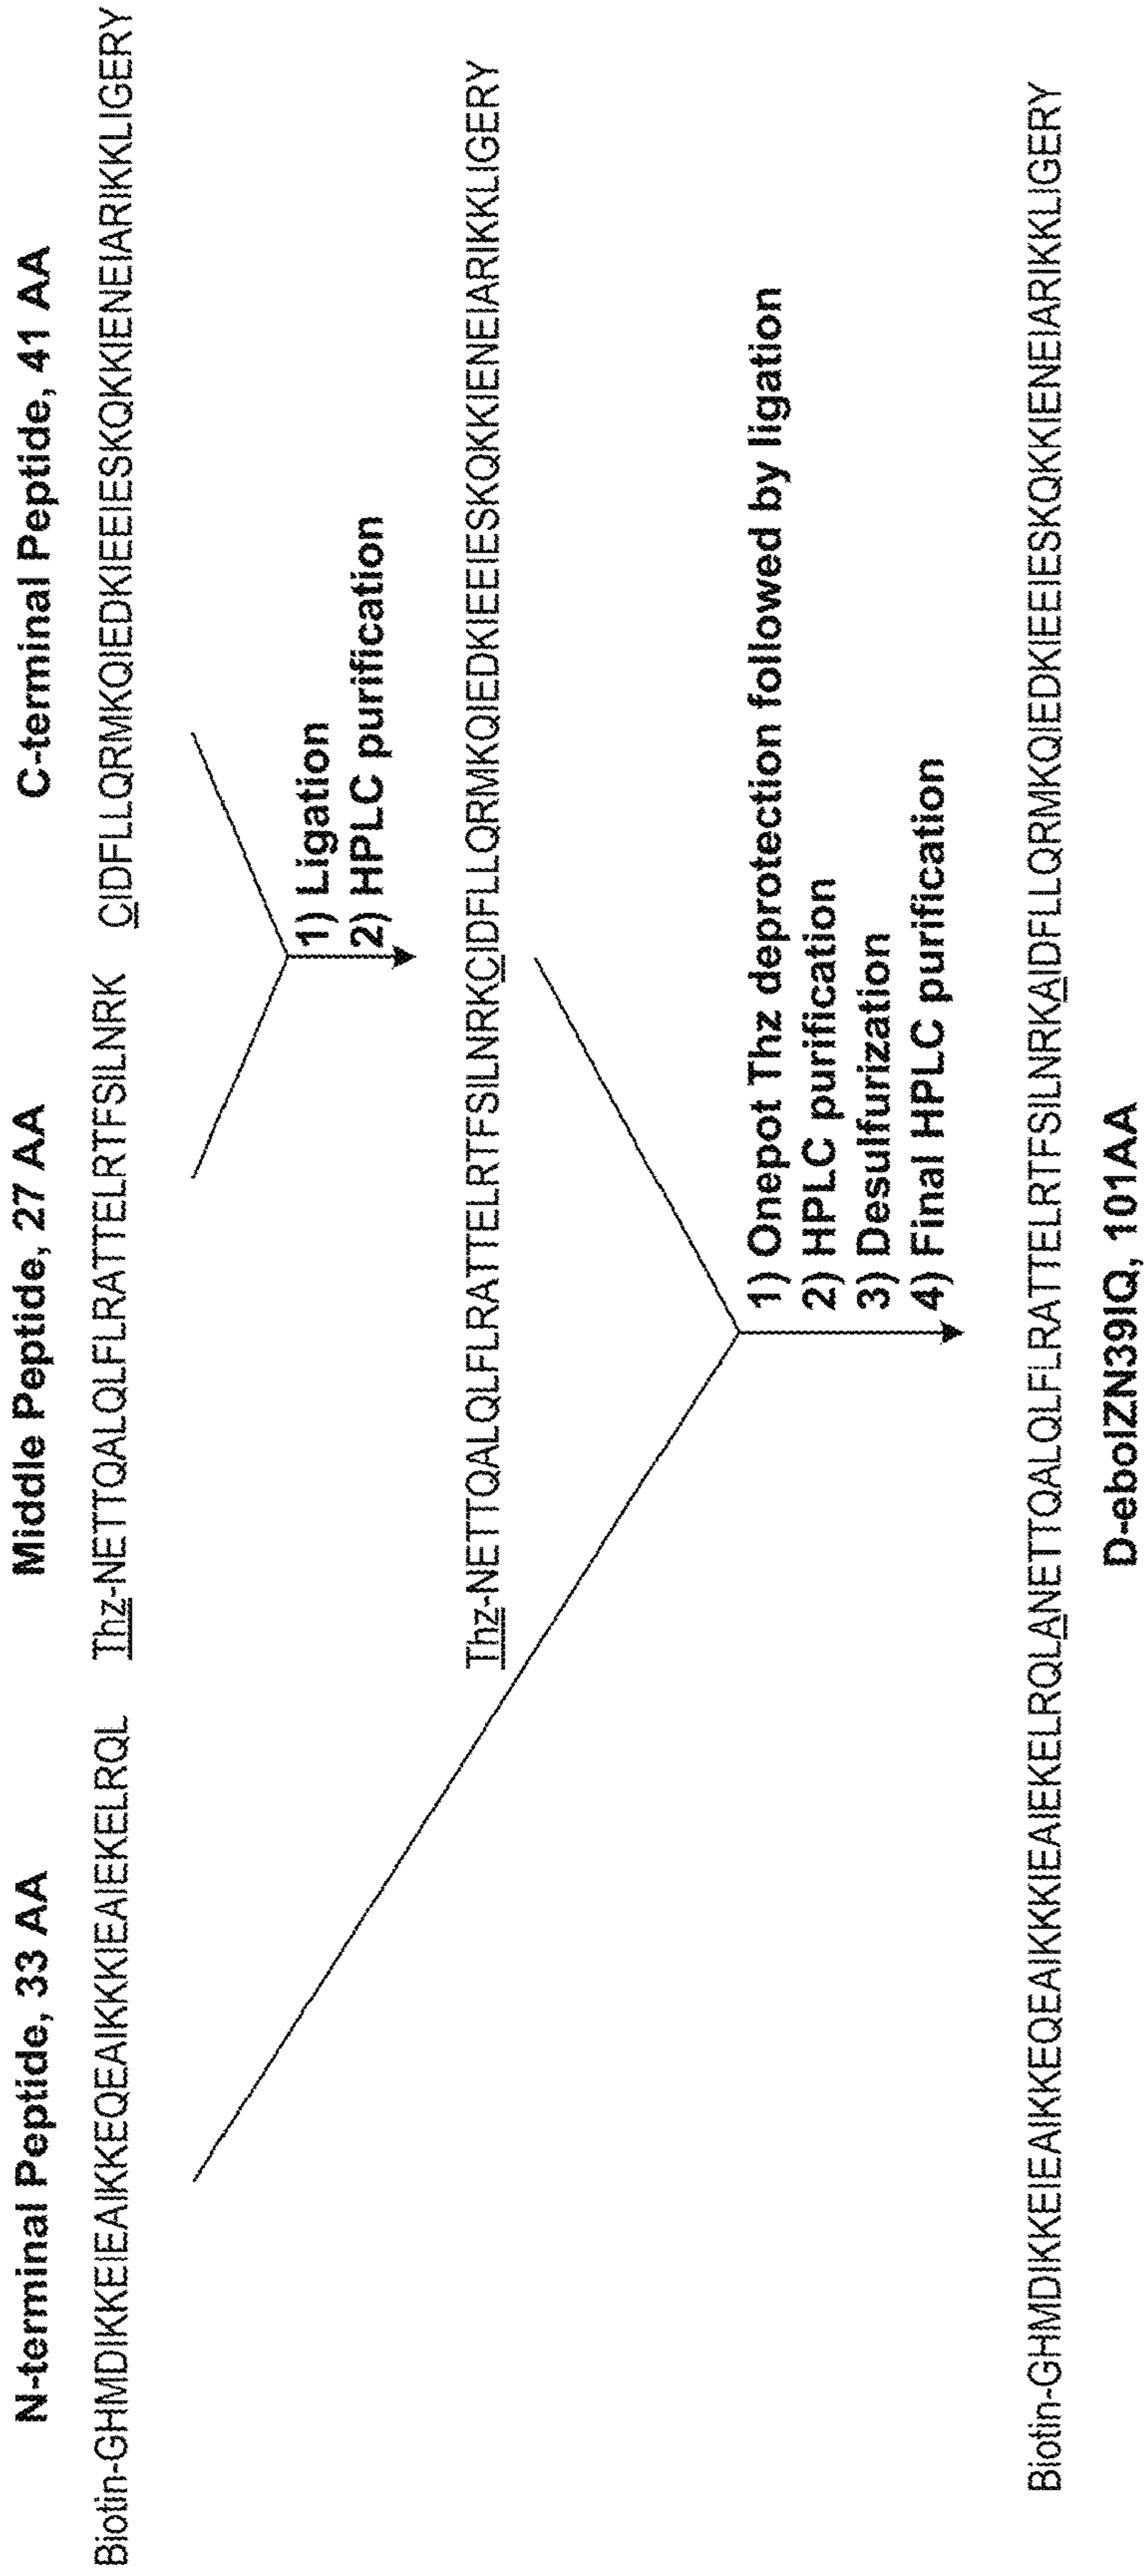 N-terminal Peptide, 33 AA
Middle Peptide, 27 AA
C-terminal Peptide, 41 AA
Biotin-GHMDIKKEIEAIKKEQEAIKKKIEAIEKELRQL
Thz-NETTQALQLFLRATTELRTFSILNRK
CIDFLLQRMKQIEDKIEEIESKQKKIENEIARIKKLIGERY
1) Ligation
2) HPLC purification
Thz-NETTQALQLFLRATTELRTFSILNRKCIDFLLQRMKQIEDKIEEIESKQKKIENEIARIKKLIGERY
1) Onepot Thz deprotection followed by ligation
2) HPLC purification
3) Desulfurization
4) Final HPLC purification
Biotin-GHMDIKKEIEAIKKEQEAIKKKIEAIEKELRQLANETTQALQLFLRATTELRTFSILNRKAIDFLLQRMKQIEDKIEEIESKQKKIENEIARIKKLIGERY
D-ebolZN39IQ, 101AA